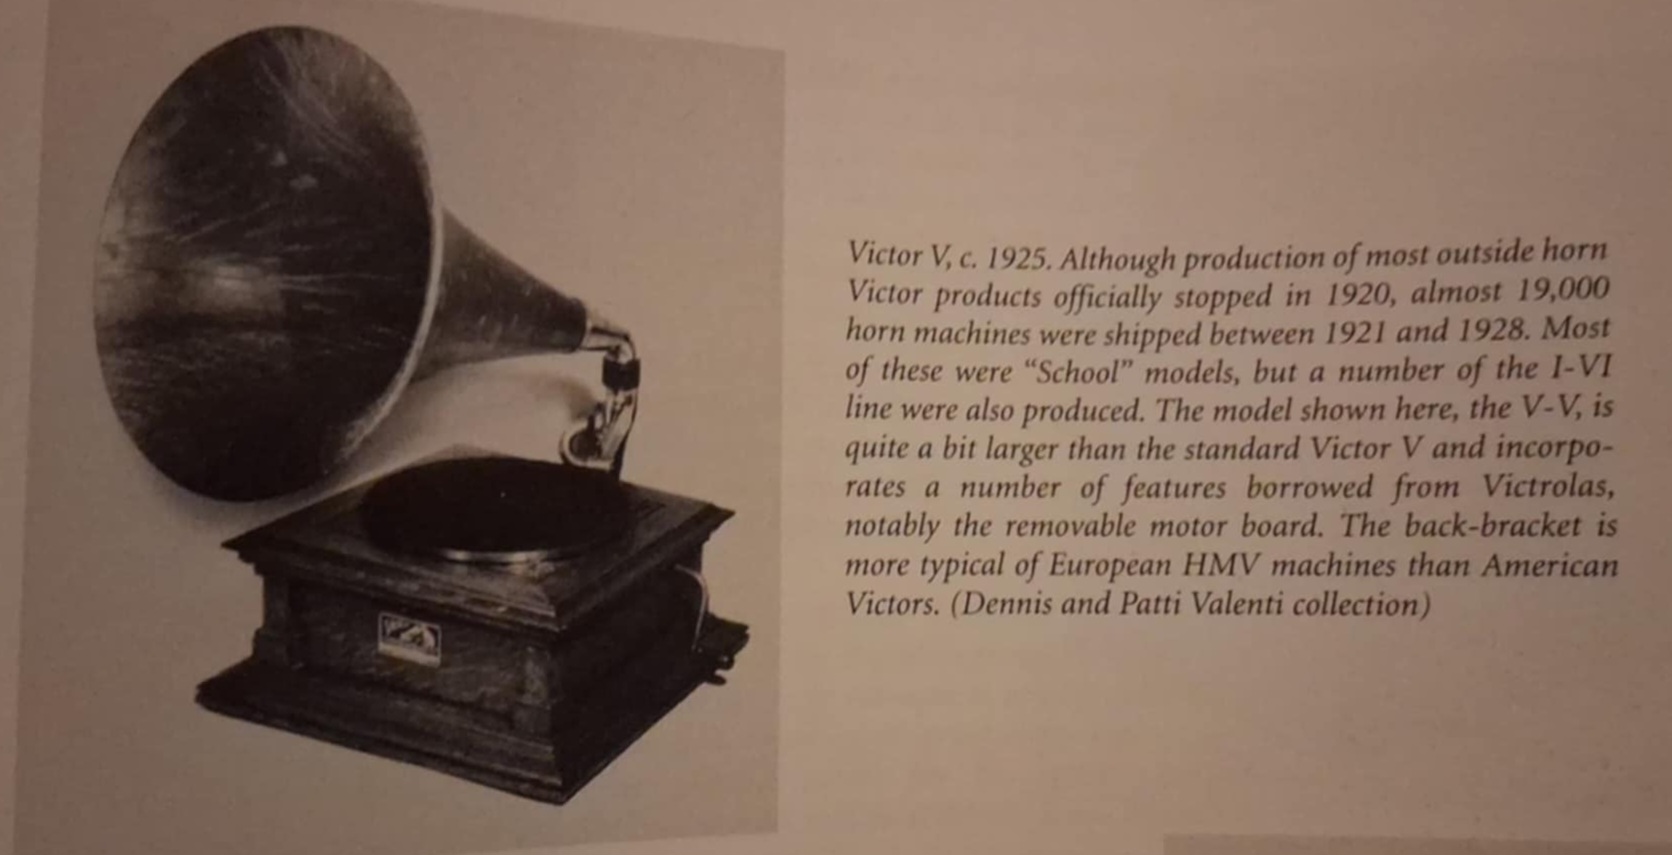 Victor V, c. 1925. Although production of most outside horn
Victor products officially stopped in 1920, almost 19,000
horn machines were shipped between 1921 and 1928. Most
of these were “School” models, but a number of the I-VI
line were also produced. The model shown here, the V-V, is
quite a bit larger than the standard Victor V and incorpo-
rates a number of features borrowed from Victrolas,
notably the removable motor board. The back-bracket is
more typical of European HMV machines than American
Victors. (Dennis and Patti Valenti collection)